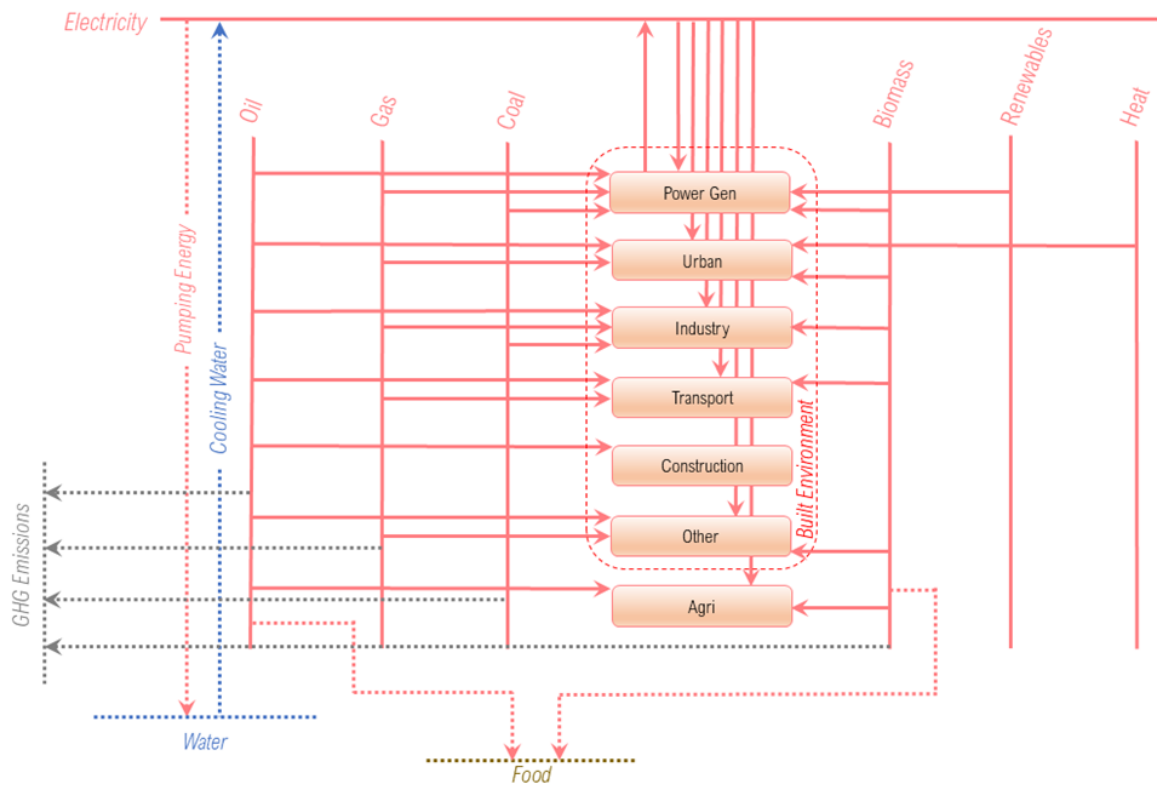 Electricity
Oil
Gas
Coal
Biomass
Renewables
Heat
Pumping Energy
Cooling Water
Power Gen
Urban
Industry
Transport
Construction
Other
Agri
Built Environment
GHG Emissions
Water
Food